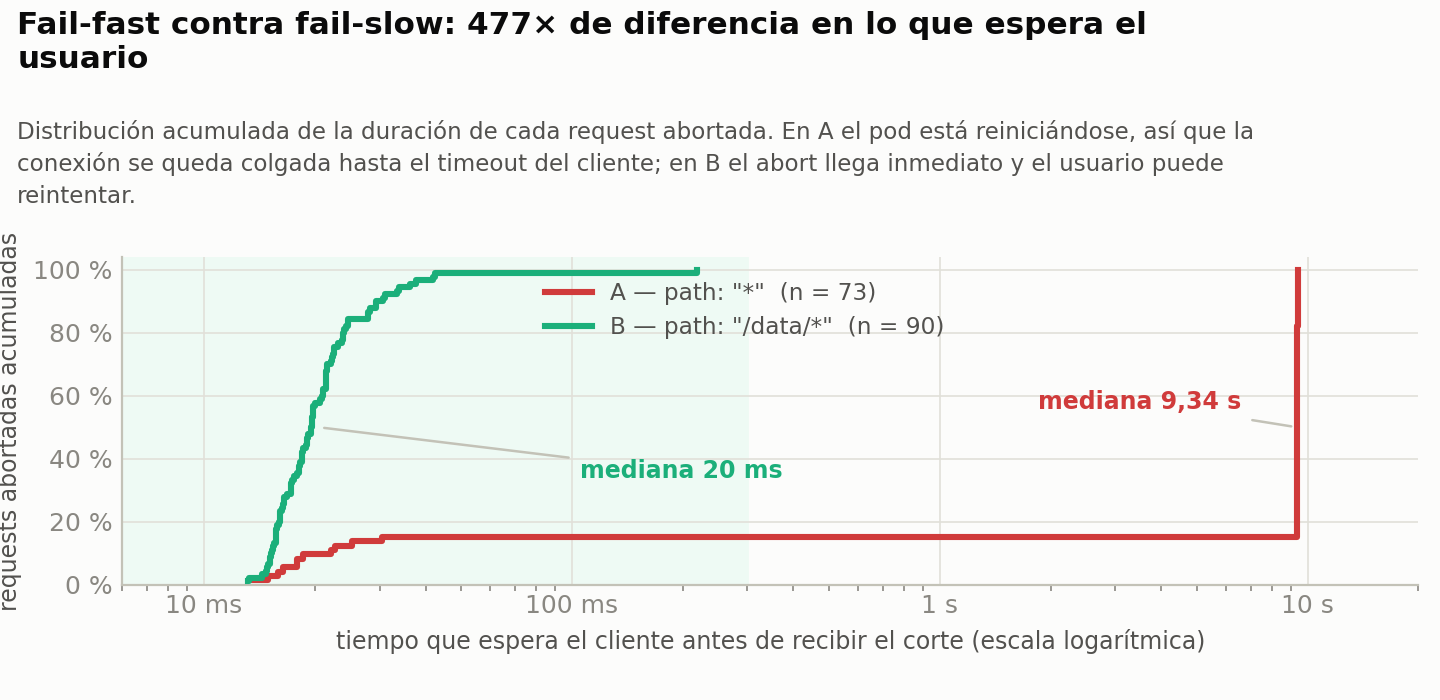 Fail-fast contra fail-slow: 477× de diferencia en lo que espera el
usuario
Distribución acumulada de la duración de cada request abortada. En A el pod está reiniciándose, así que la
conexión se queda colgada hasta el timeout del cliente; en B el abort llega inmediato y el usuario puede
reintentar.
requests abortadas acumuladas
100 %
80 %
60 %
40 %
20 %
0 %
A — path: "*"  (n = 73)
B — path: "/data/*"  (n = 90)
mediana 9,34 s
mediana 20 ms
10 ms
100 ms
1 s
10 s
tiempo que espera el cliente antes de recibir el corte (escala logarítmica)